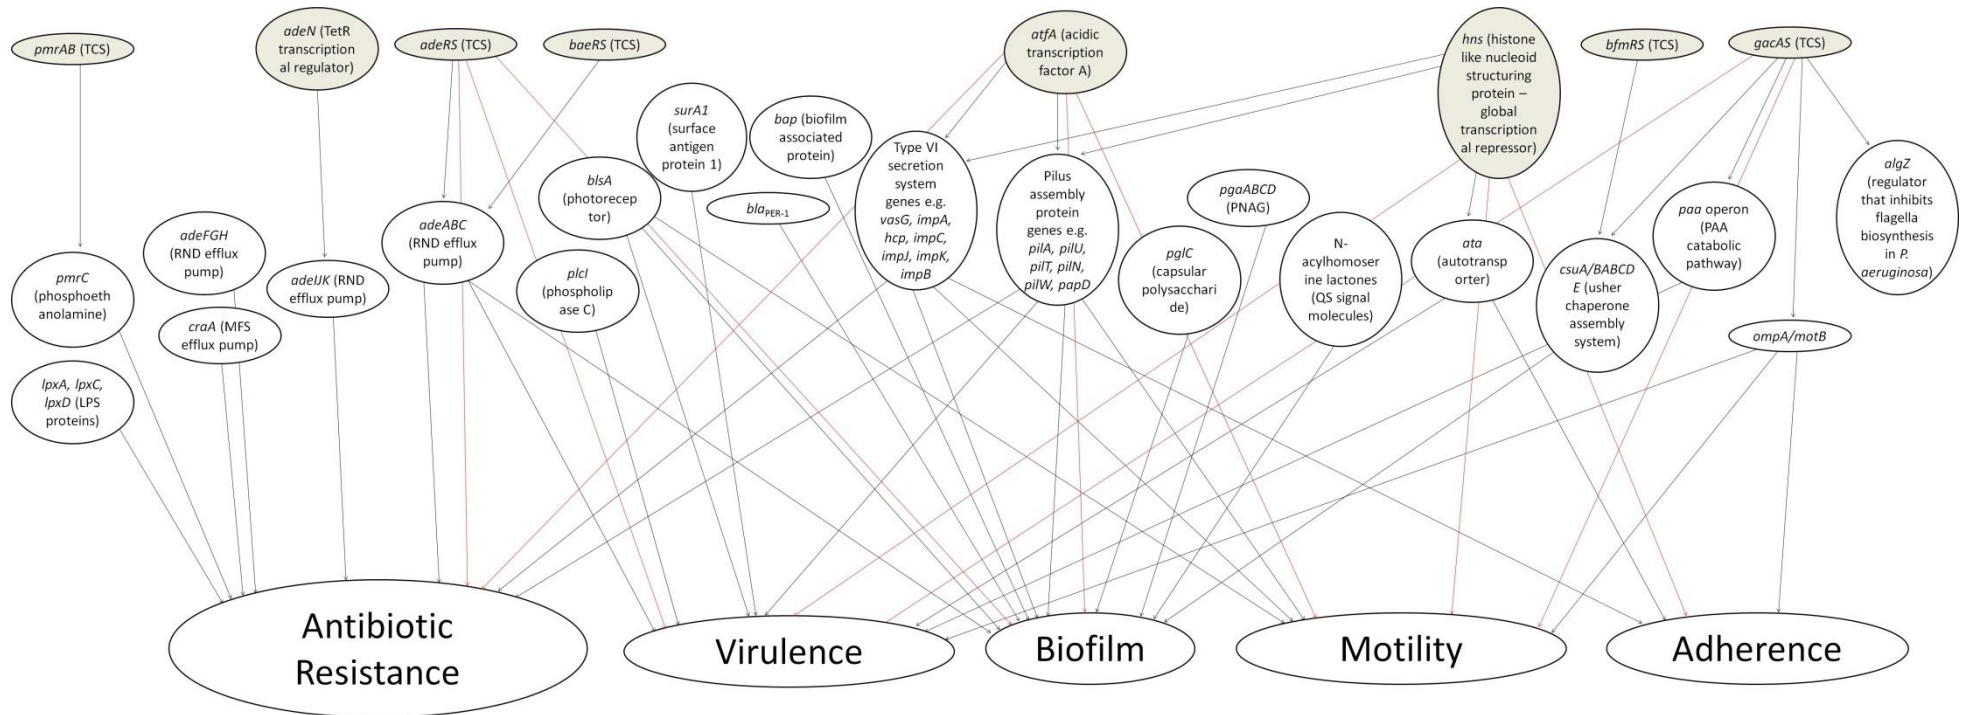 pmrAB (TCS)
adeN (TetR
transcription
al regulator)
adeRS (TCS)
baeRS (TCS)
atfA (acidic
transcription
factor A)
hns (histone
like nucleoid
structuring
protein –
global
transcription
al repressor)
bfmRS (TCS)
gacAS (TCS)
surA1
(surface
antigen
protein 1)
bap (biofilm
associated
protein)
Type VI
secretion
system
genes e.g.
vasG, impA,
hcp, impC,
impJ, impK,
impB
Pilus
assembly
protein
genes e.g.
pilA, pilU,
pilT, pilN,
pilW, papD
blsA
(photorecep
tor)
blaPER-1
pgaABCD
(PNAG)
algZ
(regulator
that inhibits
flagella
biosynthesis
in P.
aeruginosa)
paa operon
(PAA
catabolic
pathway)
adeFGH
(RND efflux
pump)
adeABC
(RND efflux
pump)
pglC
(capsular
polysacchari
de)
N-
acylhomoser
ine lactones
(QS signal
molecules)
ata
(autotransp
orter)
csuA/BABCD
E (usher
chaperone
assembly
system)
pmrC
(phosphoeth
anolamine)
adeIJK (RND
efflux pump)
plcI
(phospholip
ase C)
craA (MFS
efflux pump)
ompA/motB
lpxA, lpxC,
lpxD (LPS
proteins)
Antibiotic
Resistance
Virulence
Biofilm
Motility
Adherence